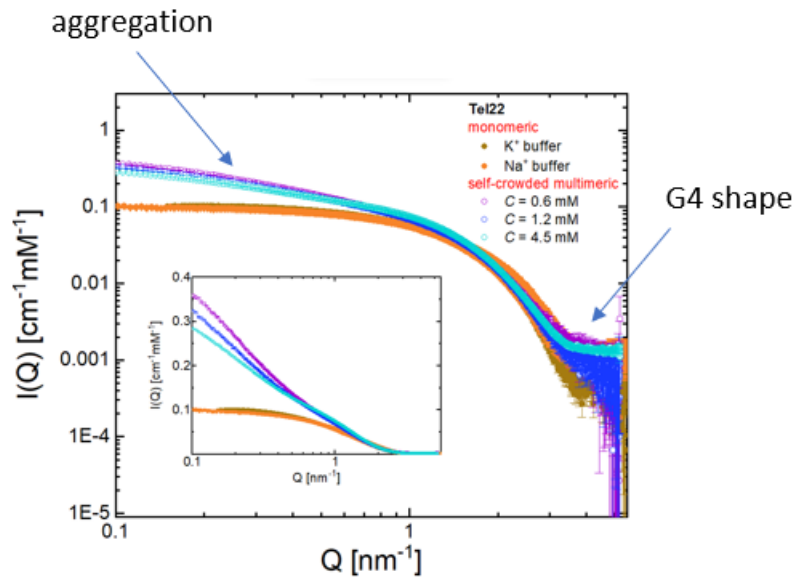 aggregation
Tel22
monomeric
K⁺ buffer
Na⁺ buffer
self-crowded multimeric
C = 0.6 mM
C = 1.2 mM
C = 4.5 mM
G4 shape
I(Q) [cm⁻¹mM⁻¹]
1
0.1
0.01
0.001
1E-4
1E-5
0.1
1
Q [nm⁻¹]
I(Q) [cm⁻¹mM⁻¹]
0.4
0.3
0.2
0.1
0.1
1
Q [nm⁻¹]